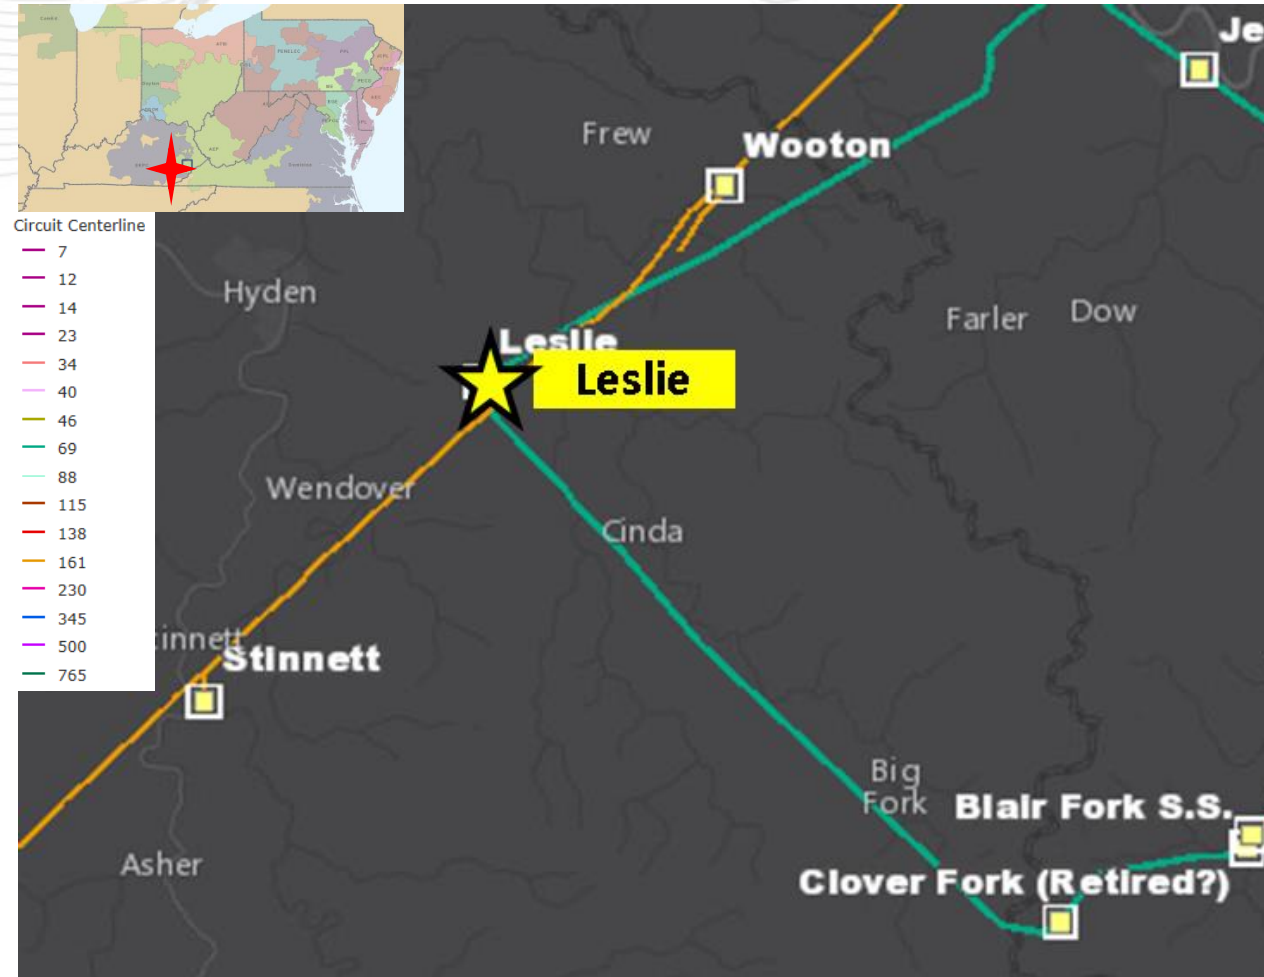 Circuit Centerline
7
12
14
23
34
40
46
69
88
115
138
161
230
345
500
765
Je
Frew
Wooton
Hyden
Farler
Dow
Leslie
Leslie
Wendover
Cinda
innett
Stinnett
Big
Fork
Blair Fork S.S.
Asher
Clover Fork (Retired?)